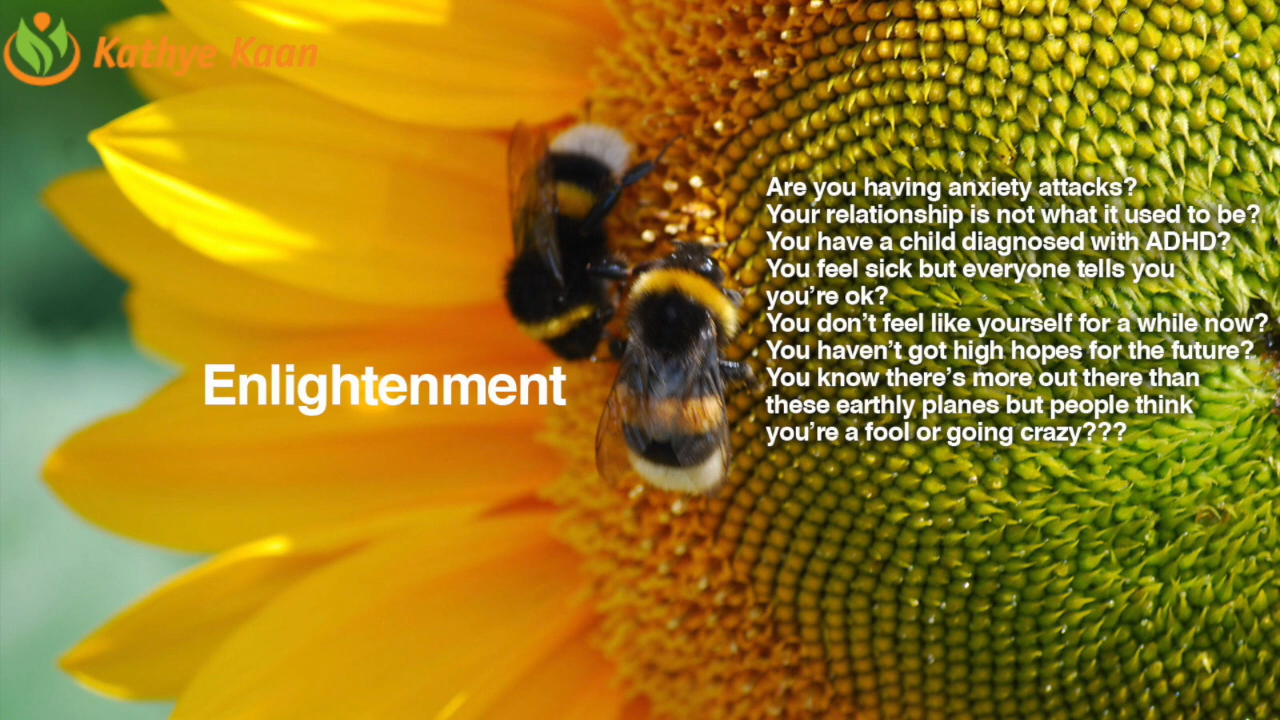 Kathye Kaan
Enlightenment
Are you having anxiety attacks?
Your relationship is not what it used to be?
You have a child diagnosed with ADHD?
You feel sick but everyone tells you
you’re ok?
You don’t feel like yourself for a while now?
You haven’t got high hopes for the future?
You know there’s more out there than
these earthly planes but people think
you’re a fool or going crazy???